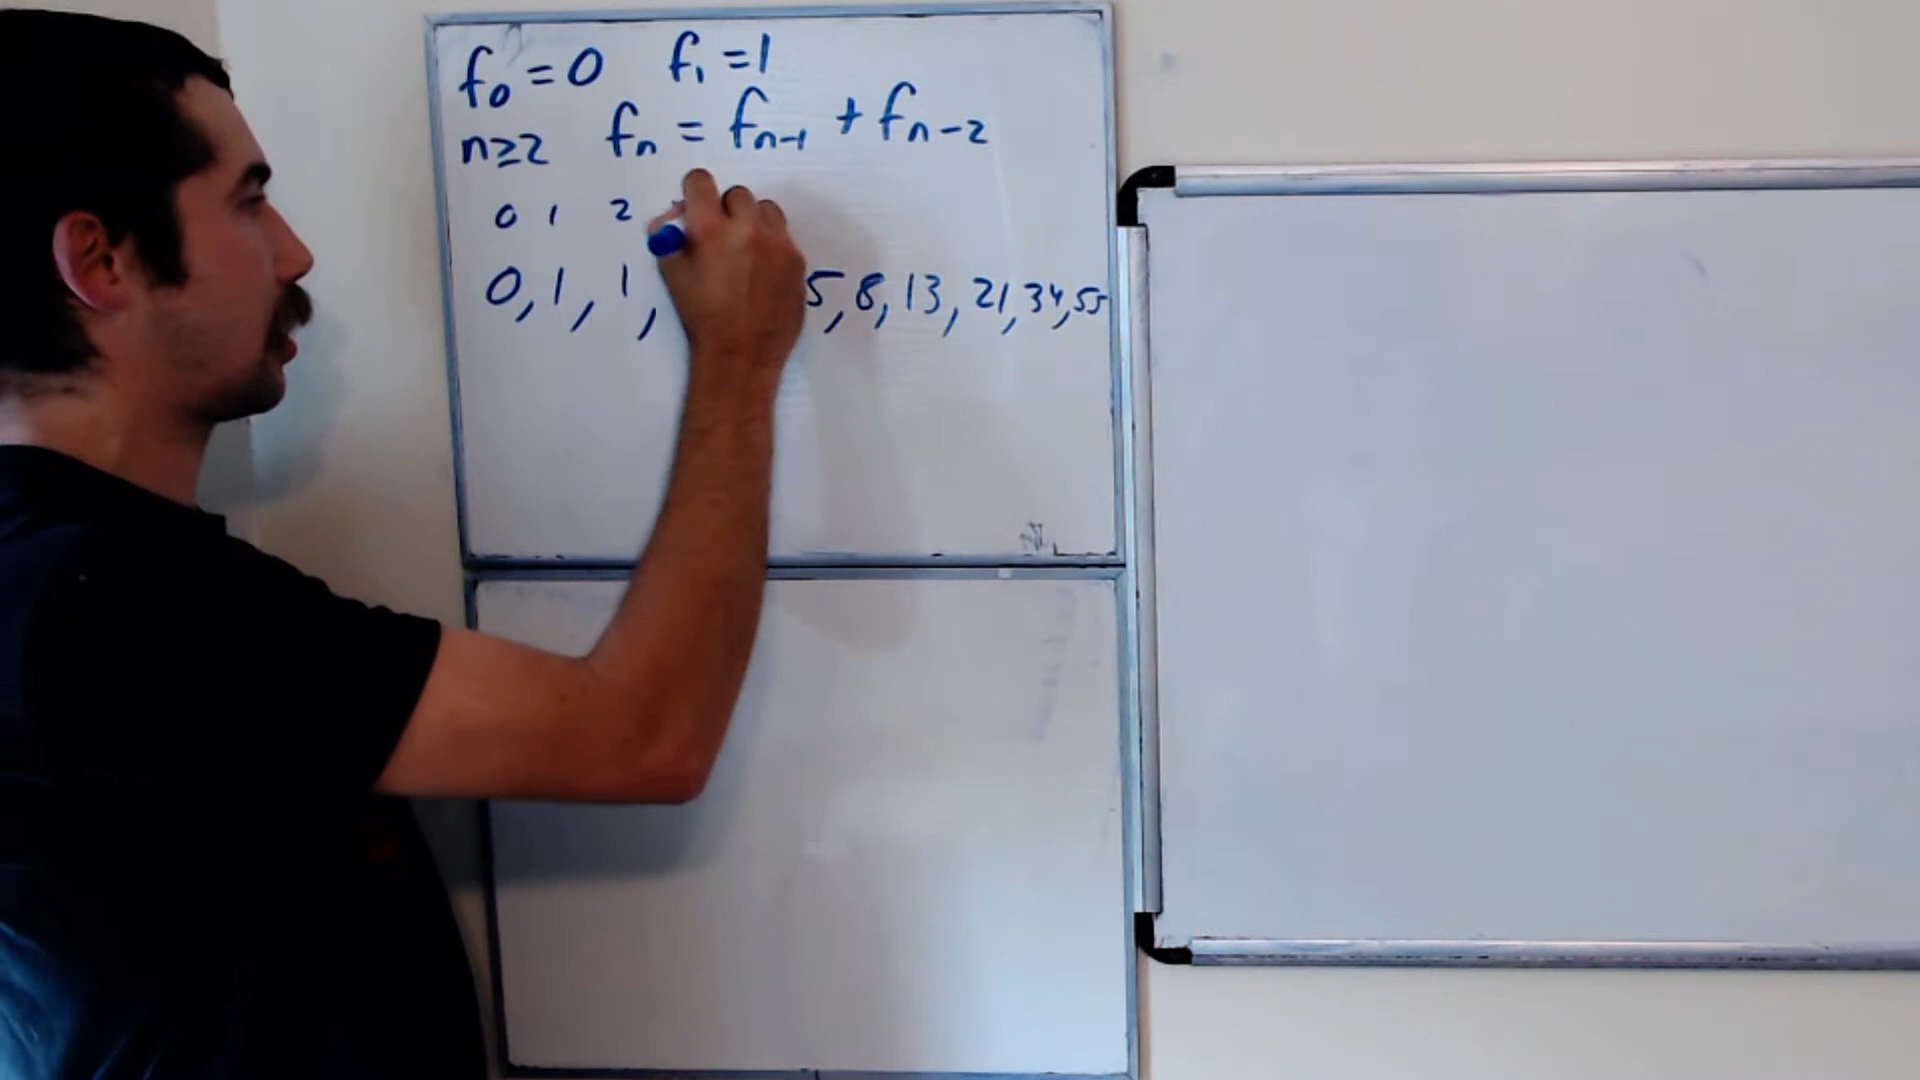 f₀ = 0 f₁ = 1
n≥2 fₙ = fₙ₋₁ + fₙ₋₂
0 1 2
0, 1, 1, 5, 8, 13, 21, 34, 55